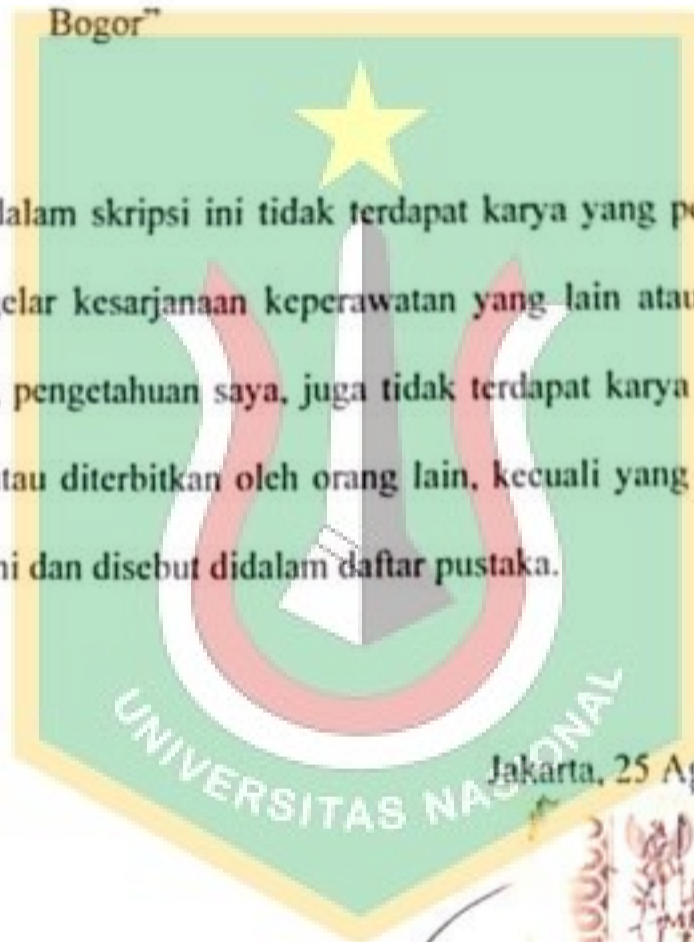 Bogor"
dalam skripsi ini tidak terdapat karya yang
elar kesarjanaan keperawatan yang lain atau
pengetahuan saya, juga tidak terdapat karya
tau diterbitkan oleh orang lain, kecuali yang
ni dan disebut didalam daftar pustaka.
Jakarta, 25
UNIVERSITAS NASIONAL